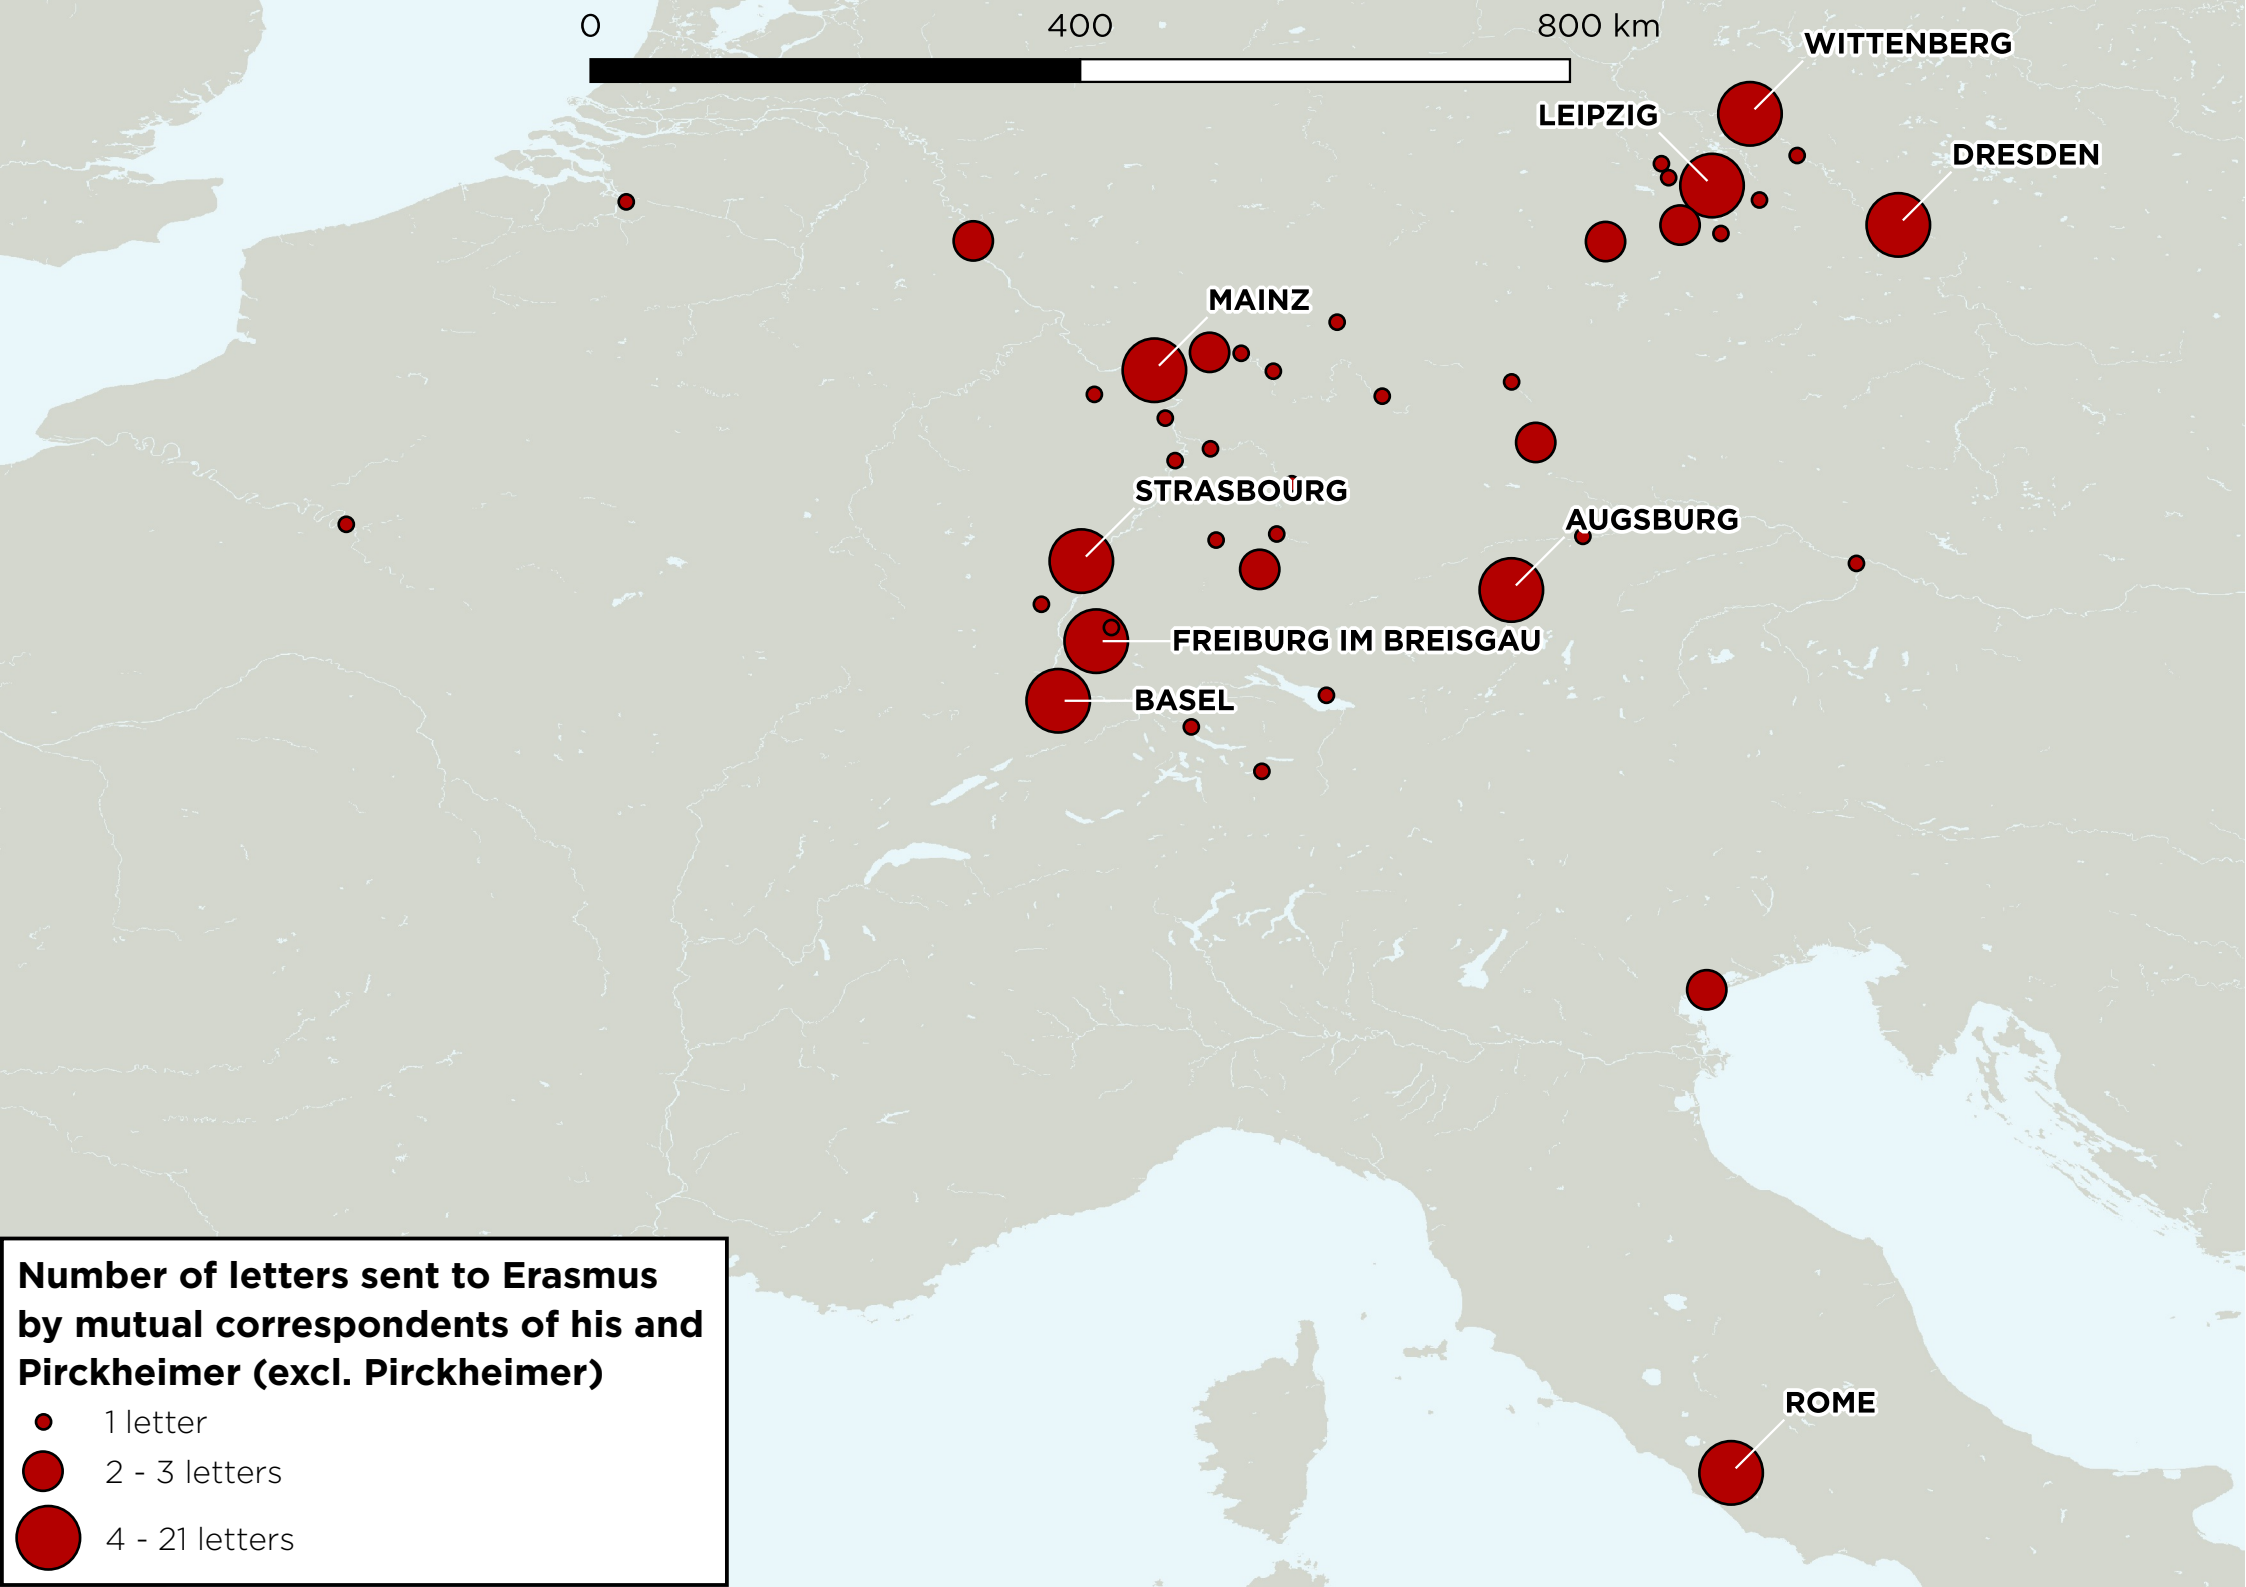 0 400 800 km
WITTENBERG
LEIPZIG
DRESDEN
MAINZ
STRASBOURG
AUGSBURG
FREIBURG IM BREISGAU
BASEL
ROME
Number of letters sent to Erasmus
by mutual correspondents of his and
Pirckheimer (excl. Pirckheimer)
1 letter
2 - 3 letters
4 - 21 letters